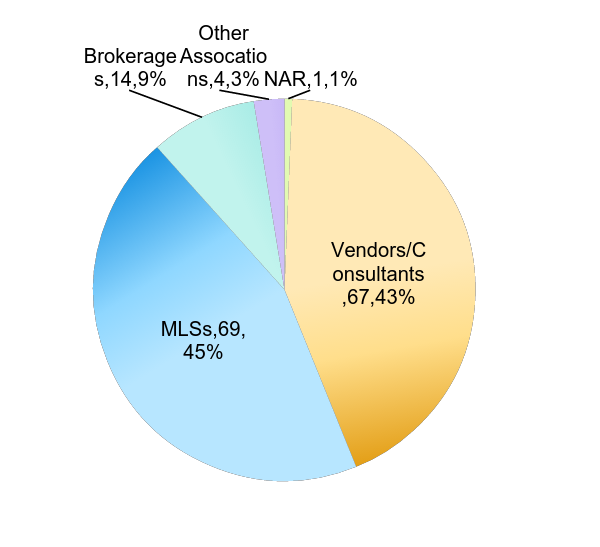 Other
Brokerage Assocatio
s,14,9% ns,4,3% NAR,1,1%
Vendors/C
onsultants
,67,43%
MLSs,69,
45%